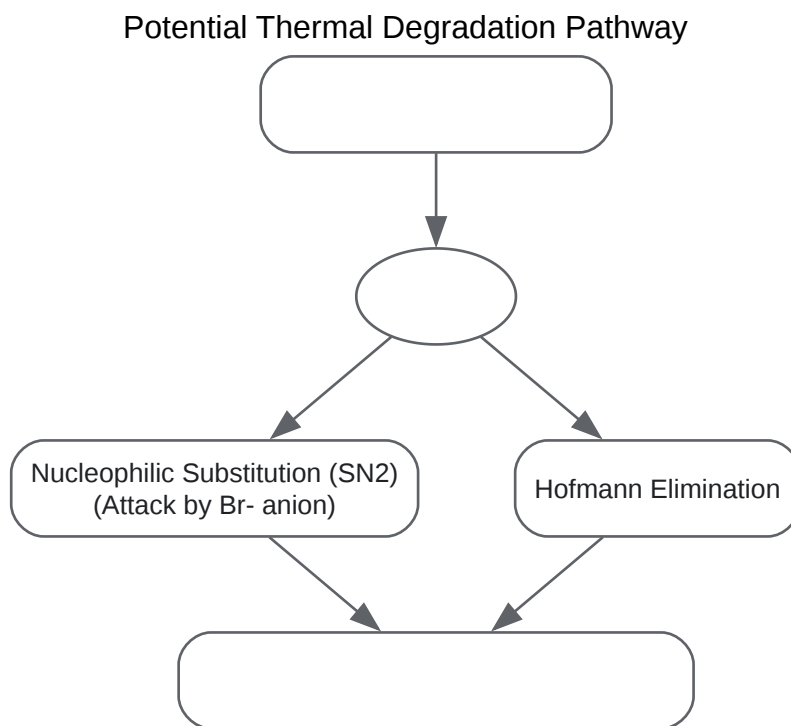 Potential Thermal Degradation Pathway
Nucleophilic Substitution (SN2)
(Attack by Br- anion)
Hofmann Elimination